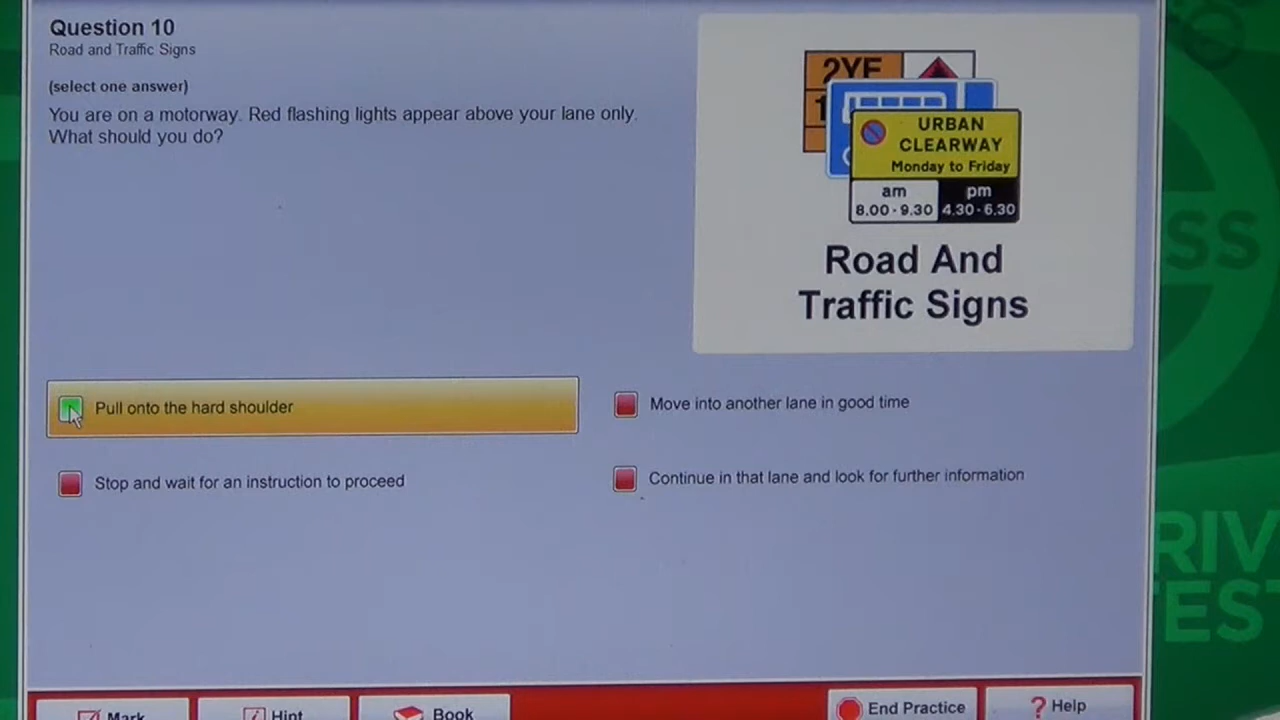 Question 10
Road and Traffic Signs
(select one answer)
You are on a motorway. Red flashing lights appear above your lane only.
What should you do?
2YE
1
URBAN
CLEARWAY
Monday to Friday
am
pm
8.00 - 9.30
4.30 - 6.30
Road And
Traffic Signs
Pull onto the hard shoulder
Move into another lane in good time
Stop and wait for an instruction to proceed
Continue in that lane and look for further information
Mark
Hint
Book
End Practice
Help
SS
RIV
TEST